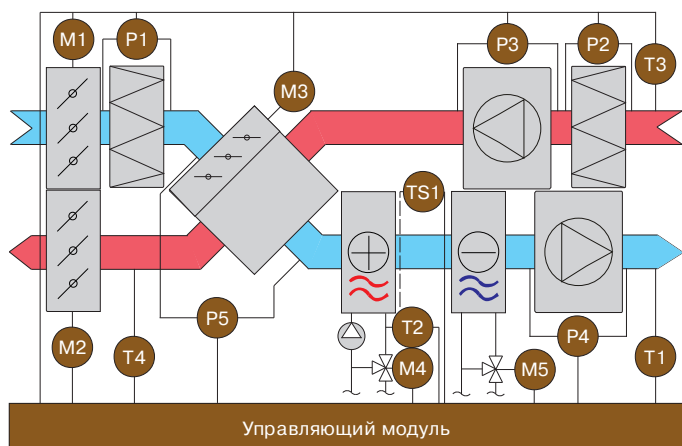 M1
P1
P3
P2
M3
T3
TS1
P5
T2
M2
T4
M4
M5
P4
T1
Управляющий модуль